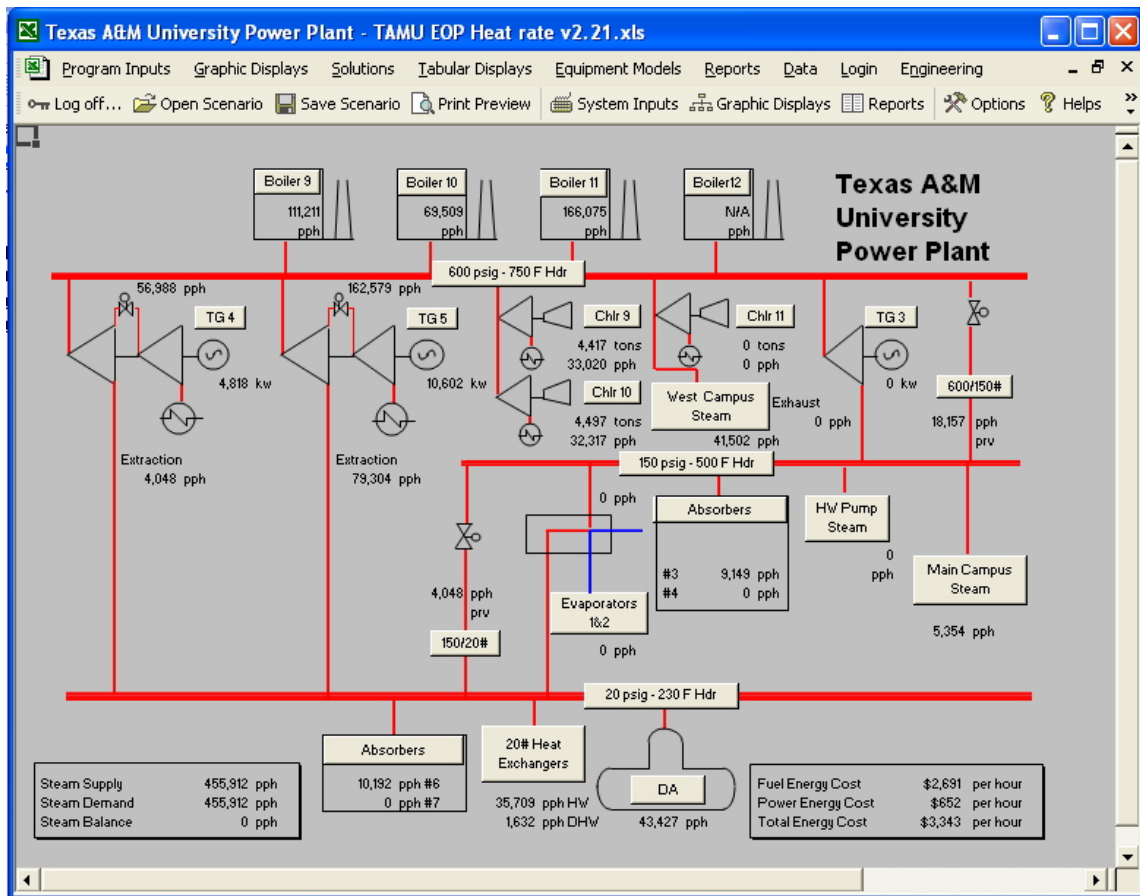 Texas A&M University Power Plant - TAMU EOP Heat rate v2.21.xls
Program Inputs Graphic Displays Solutions Tabular Displays Equipment Models Reports Data Login Engineering
Log off... Open Scenario Save Scenario Print Preview System Inputs Graphic Displays Reports Options Helps
Texas A&M
University
Power Plant
Boiler 9
111,211
pph
Boiler 10
69,509
pph
Boiler 11
166,075
pph
Boiler12
N/A
pph
600 psig - 750 F Hdr
56,988 pph
TG 4
4,818 kw
Extraction
4,048 pph
162,579 pph
TG 5
10,602 kw
Extraction
79,304 pph
Chlr 9
4,417 tons
33,020 pph
Chlr 10
4,497 tons
32,317 pph
Chlr 11
0 tons
0 pph
West Campus
Steam
41,502 pph
TG 3
0 kw
Exhaust
0 pph
600/150#
18,157 pph
prv
150 psig - 500 F Hdr
4,048 pph
prv
150/20#
0 pph
Evaporators
1&2
0 pph
Absorbers
#3 9,149 pph
#4 0 pph
HW Pump
Steam
0
pph
Main Campus
Steam
5,354 pph
20 psig - 230 F Hdr
Absorbers
10,192 pph #6
0 pph #7
20# Heat
Exchangers
35,709 pph HW
1,632 pph DHW
DA
43,427 pph
Steam Supply 455,912 pph
Steam Demand 455,912 pph
Steam Balance 0 pph
Fuel Energy Cost $2,691 per hour
Power Energy Cost $652 per hour
Total Energy Cost $3,343 per hour